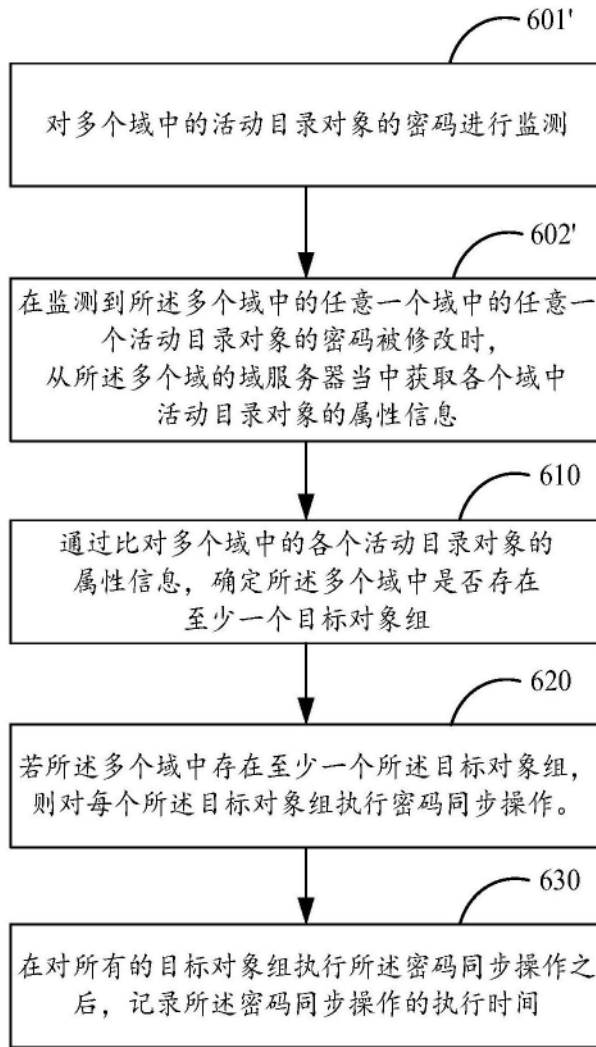 601'
对多个域中的活动目录对象的密码进行监测
602'
在监测到所述多个域中的任意一个域中的任意一
个活动目录对象的密码被修改时，
从所述多个域的域服务器当中获取各个域中
活动目录对象的属性信息
610
通过比对多个域中的各个活动目录对象的
属性信息，确定所述多个域中是否存在
至少一个目标对象组
620
若所述多个域中存在至少一个所述目标对象组，
则对每个所述目标对象组执行密码同步操作。
630
在对所有的目标对象组执行所述密码同步操作之
后，记录所述密码同步操作的执行时间